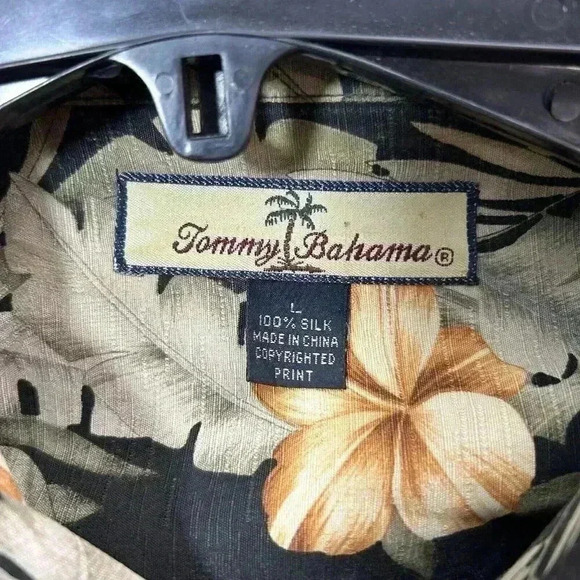 Tommy Bahama®
L
100% SILK
MADE IN CHINA
COPYRIGHTED
PRINT